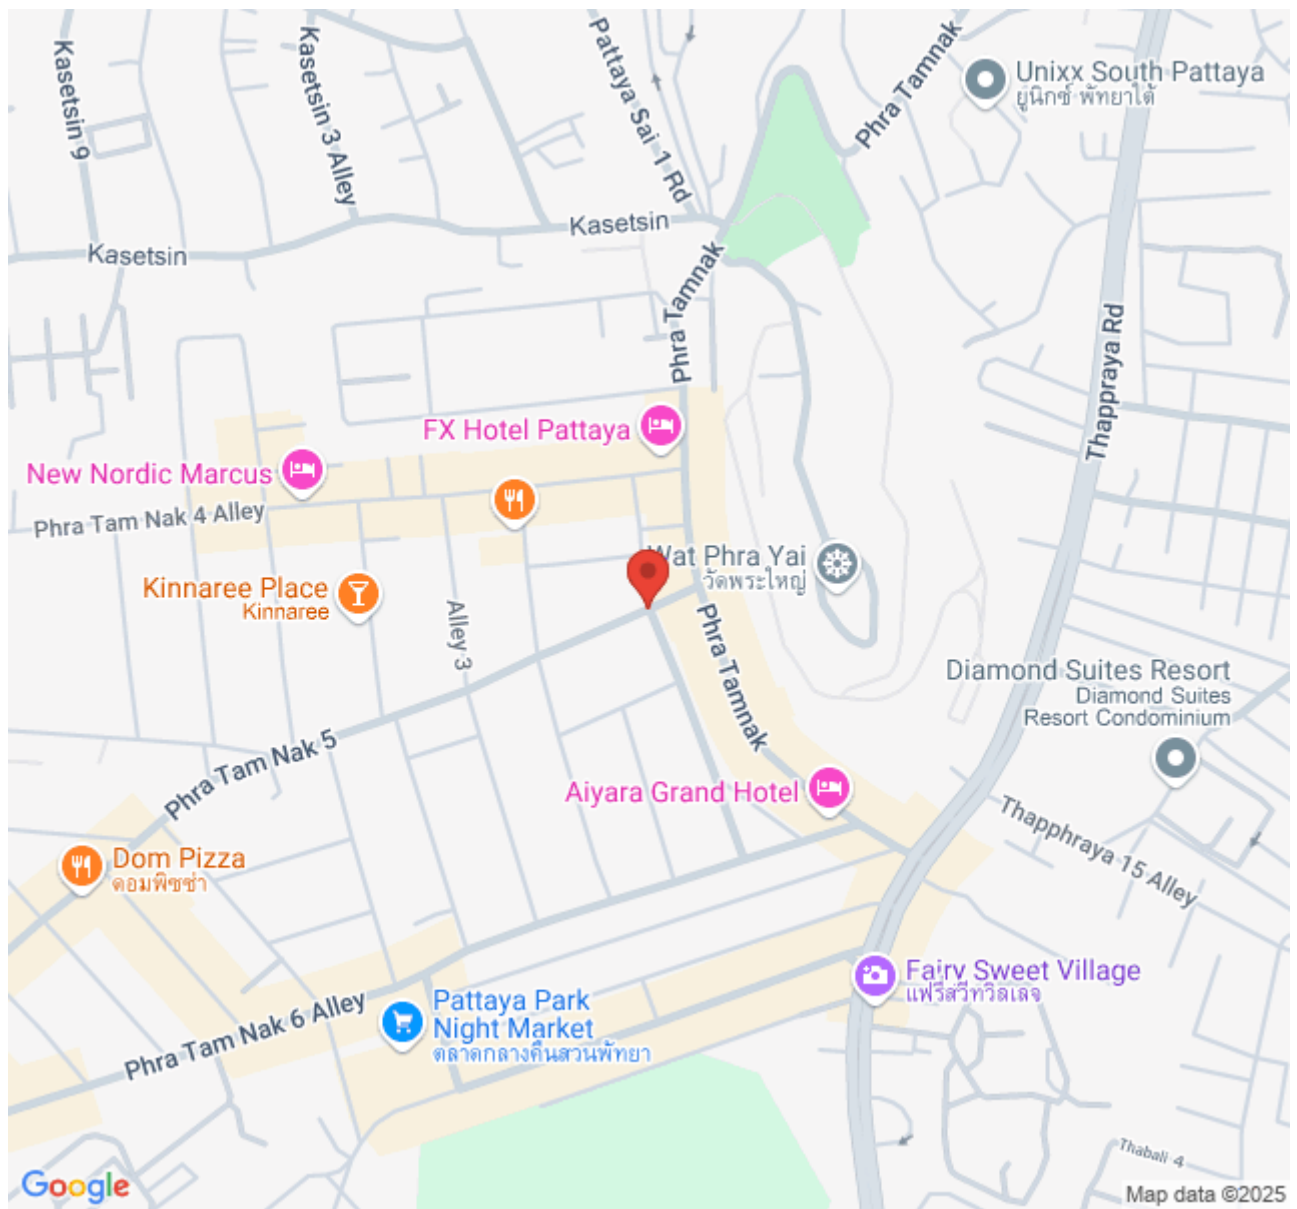 Kasetsin 9
Kasetsin 3 Alley
Pattaya Sai 1 Rd
Phra Tamnak
Unixx South Pattaya
ยูนิกซ์ พัทยาใต้
Kasetsin
Kasetsin
Phra Tamnak
Thappraya Rd
FX Hotel Pattaya
New Nordic Marcus
Phra Tam Nak 4 Alley
Wat Phra Yai
วัดพระใหญ่
Kinnaree Place
Kinnaree
Alley 3
Phra Tamnak
Diamond Suites Resort
Diamond Suites
Resort Condominium
Phra Tam Nak 5
Aiyara Grand Hotel
Thapphraya 15 Alley
Dom Pizza
ดอมพิซซ่า
Fairy Sweet Village
แฟรี่สวีทวิลเลจ
Pattaya Park
Night Market
ตลาดกลางคืนสวนพัทยา
Phra Tam Nak 6 Alley
Thabali 4
Google
Map data ©2025